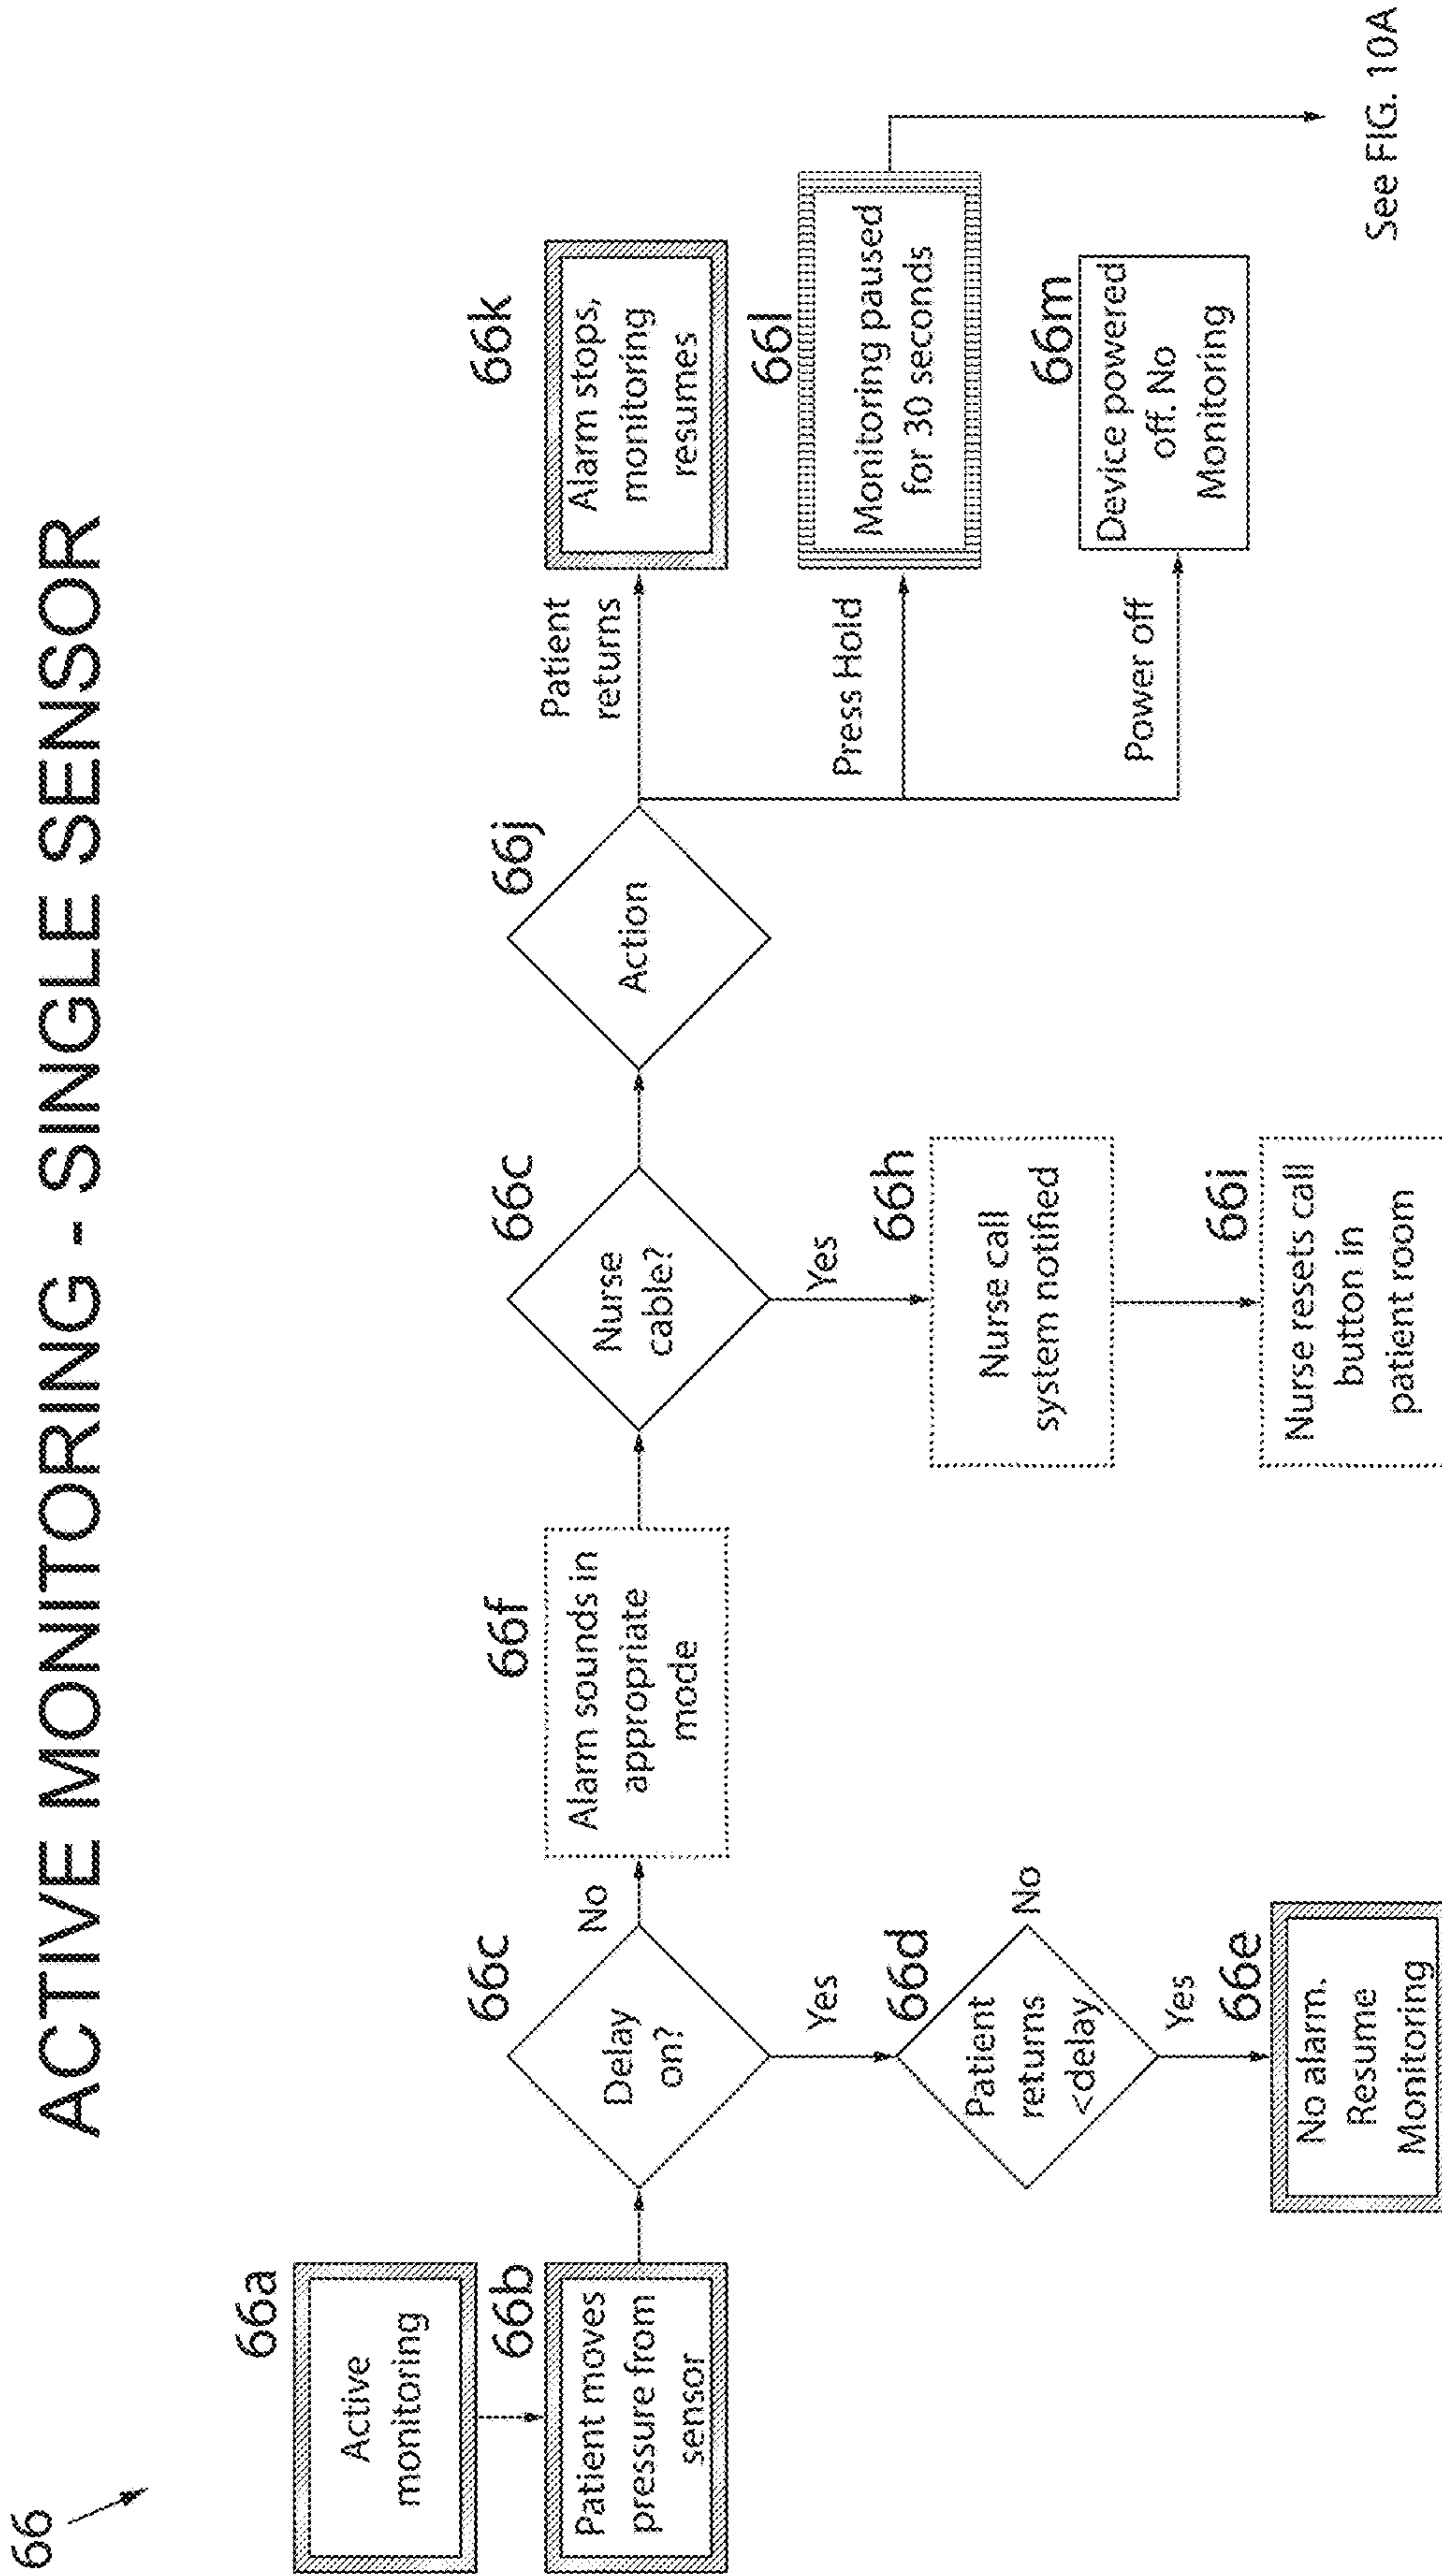 ACTIVE MONITORING - SINGLE SENSOR
66
66a
Active
monitoring
66b
Patient moves
pressure from
sensor
66c
Delay
on?
No
Yes
66d
Patient
returns
<delay
No
Yes
66e
No alarm.
Resume
Monitoring
66f
Alarm sounds in
appropriate
mode
66c
Nurse
cable?
Yes
66h
Nurse call
system notified
66i
Nurse resets call
button in
patient room
66j
Action
Patient
returns
66k
Alarm stops,
monitoring
resumes
Press Hold
66l
Monitoring paused
for 30 seconds
Power off
66m
Device powered
off. No
Monitoring
See FIG. 10A